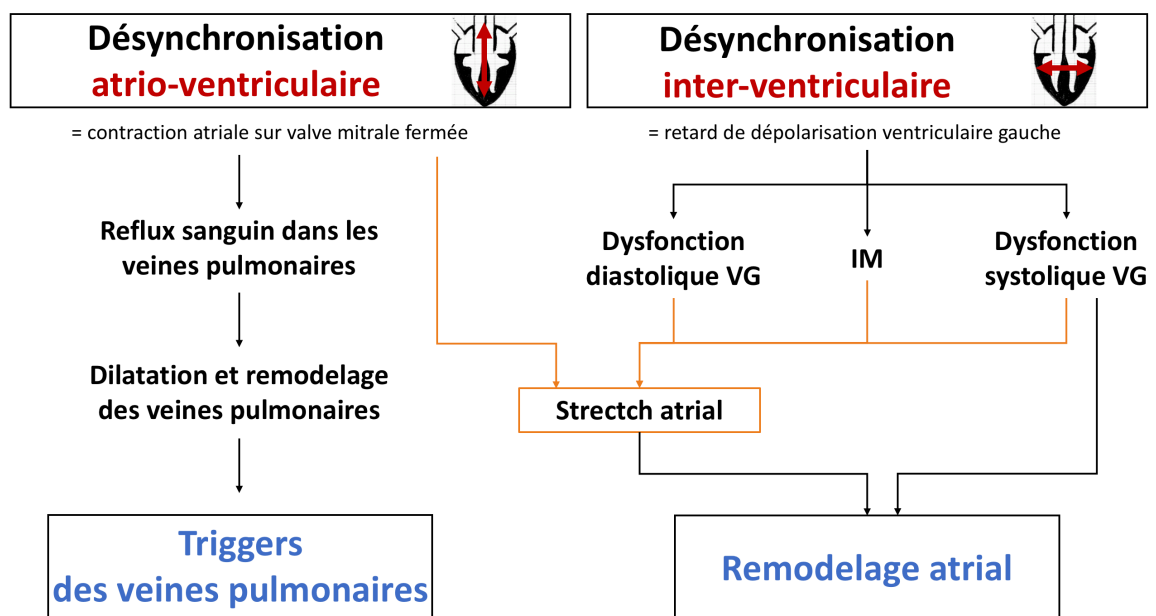 Désynchronisation
atrio-ventriculaire
= contraction atriale sur valve mitrale fermée
Reflux sanguin dans les
veines pulmonaires
Dilatation et remodelage
des veines pulmonaires
Triggers
des veines pulmonaires
Désynchronisation
inter-ventriculaire
= retard de dépolarisation ventriculaire gauche
Dysfonction
diastolique VG
IM
Dysfonction
systolique VG
Strectch atrial
Remodelage atrial